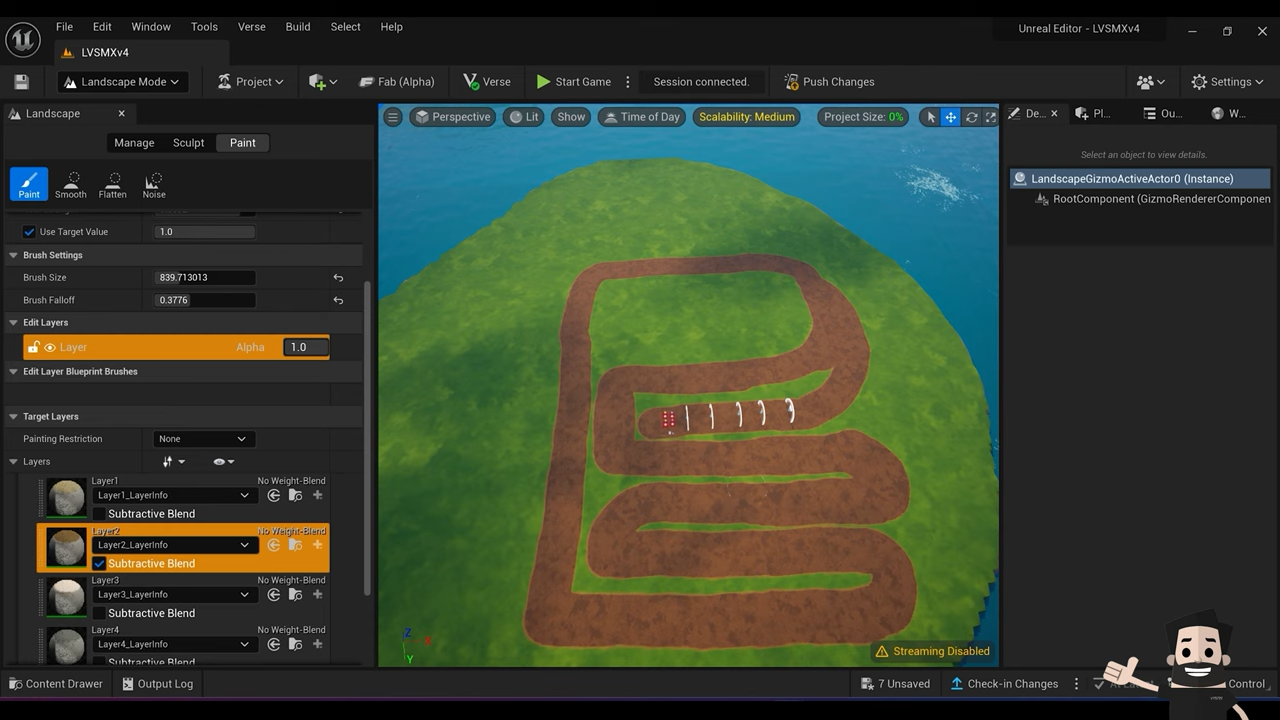 File Edit Window Tools Verse Build Select Help
Unreal Editor - LVSMXv4
LVSMXv4
Landscape Mode Project Fab (Alpha) Verse Start Game Session connected. Push Changes Settings
Landscape
Manage Sculpt Paint
Paint Smooth Flatten Noise
Use Target Value 1.0
Brush Settings
Brush Size 839.713013
Brush Falloff 0.3776
Edit Layers
Layer Alpha 1.0
Edit Layer Blueprint Brushes
Target Layers
Painting Restriction None
Layers
Layer1 No Weight-Blend
Layer1_LayerInfo
Subtractive Blend
Layer2 No Weight-Blend
Layer2_LayerInfo
Subtractive Blend
Layer3 No Weight-Blend
Layer3_LayerInfo
Subtractive Blend
Layer4 No Weight-Blend
Layer4_LayerInfo
Subtractive Blend
Perspective Lit Show Time of Day Scalability: Medium Project Size: 0%
Z
Y
Streaming Disabled
De... Pl... Ou... W...
Select an object to view details.
LandscapeGizmoActiveActor0 (Instance)
RootComponent (GizmoRendererComponen
Content Drawer Output Log 7 Unsaved Check-in Changes Control